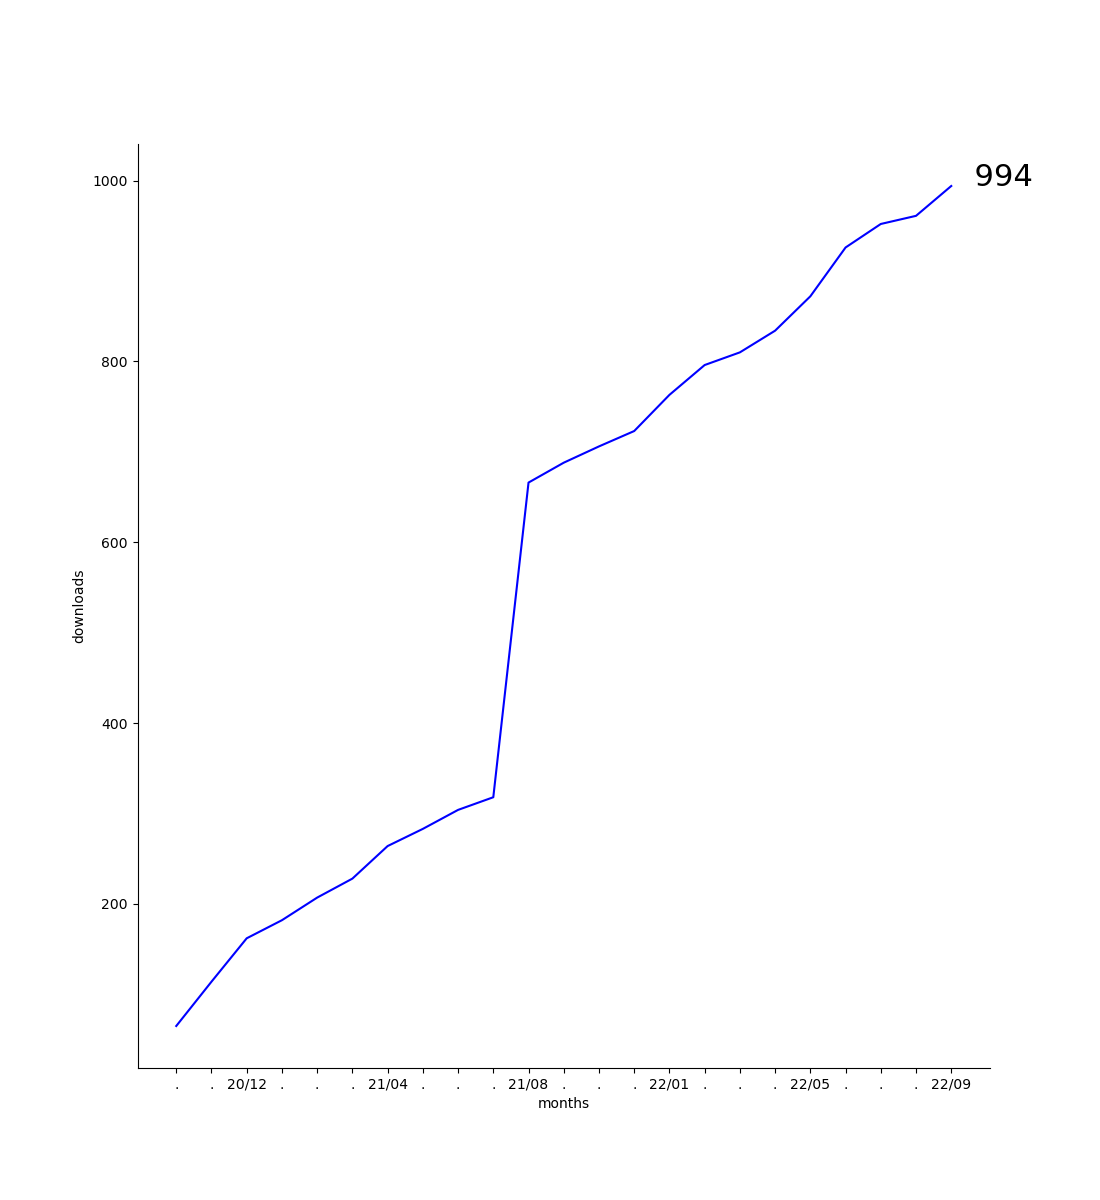 994
1000
800
600
400
200
downloads
. . 20/12 . . . 21/04 . . . 21/08 . . . 22/01 . . . 22/05 . . . 22/09
months